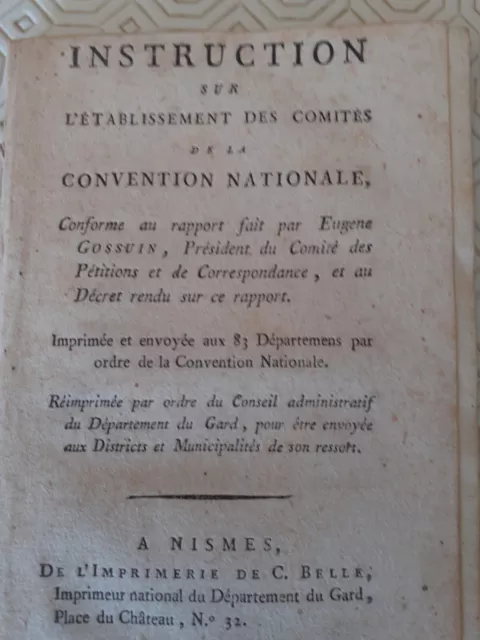 INSTRUCTION
SUR
L'ÉTABLISSEMENT DES COMITÉS
DE LA
CONVENTION NATIONALE,
Conforme au rapport fait par Eugene
GOSSUIN, Président du Comité des
Pétitions et de Correspondance, et au
Décret rendu sur ce rapport.
Imprimée et envoyée aux 83 Départemens par
ordre de la Convention Nationale.
Réimprimée par ordre du Conseil administratif
du Département du Gard, pour être envoyée
aux Districts et Municipalités de son ressort.
A NISMES,
DE L'IMPRIMERIE DE C. BELLE,
Imprimeur national du Département du Gard,
Place du Château, N.º 32.